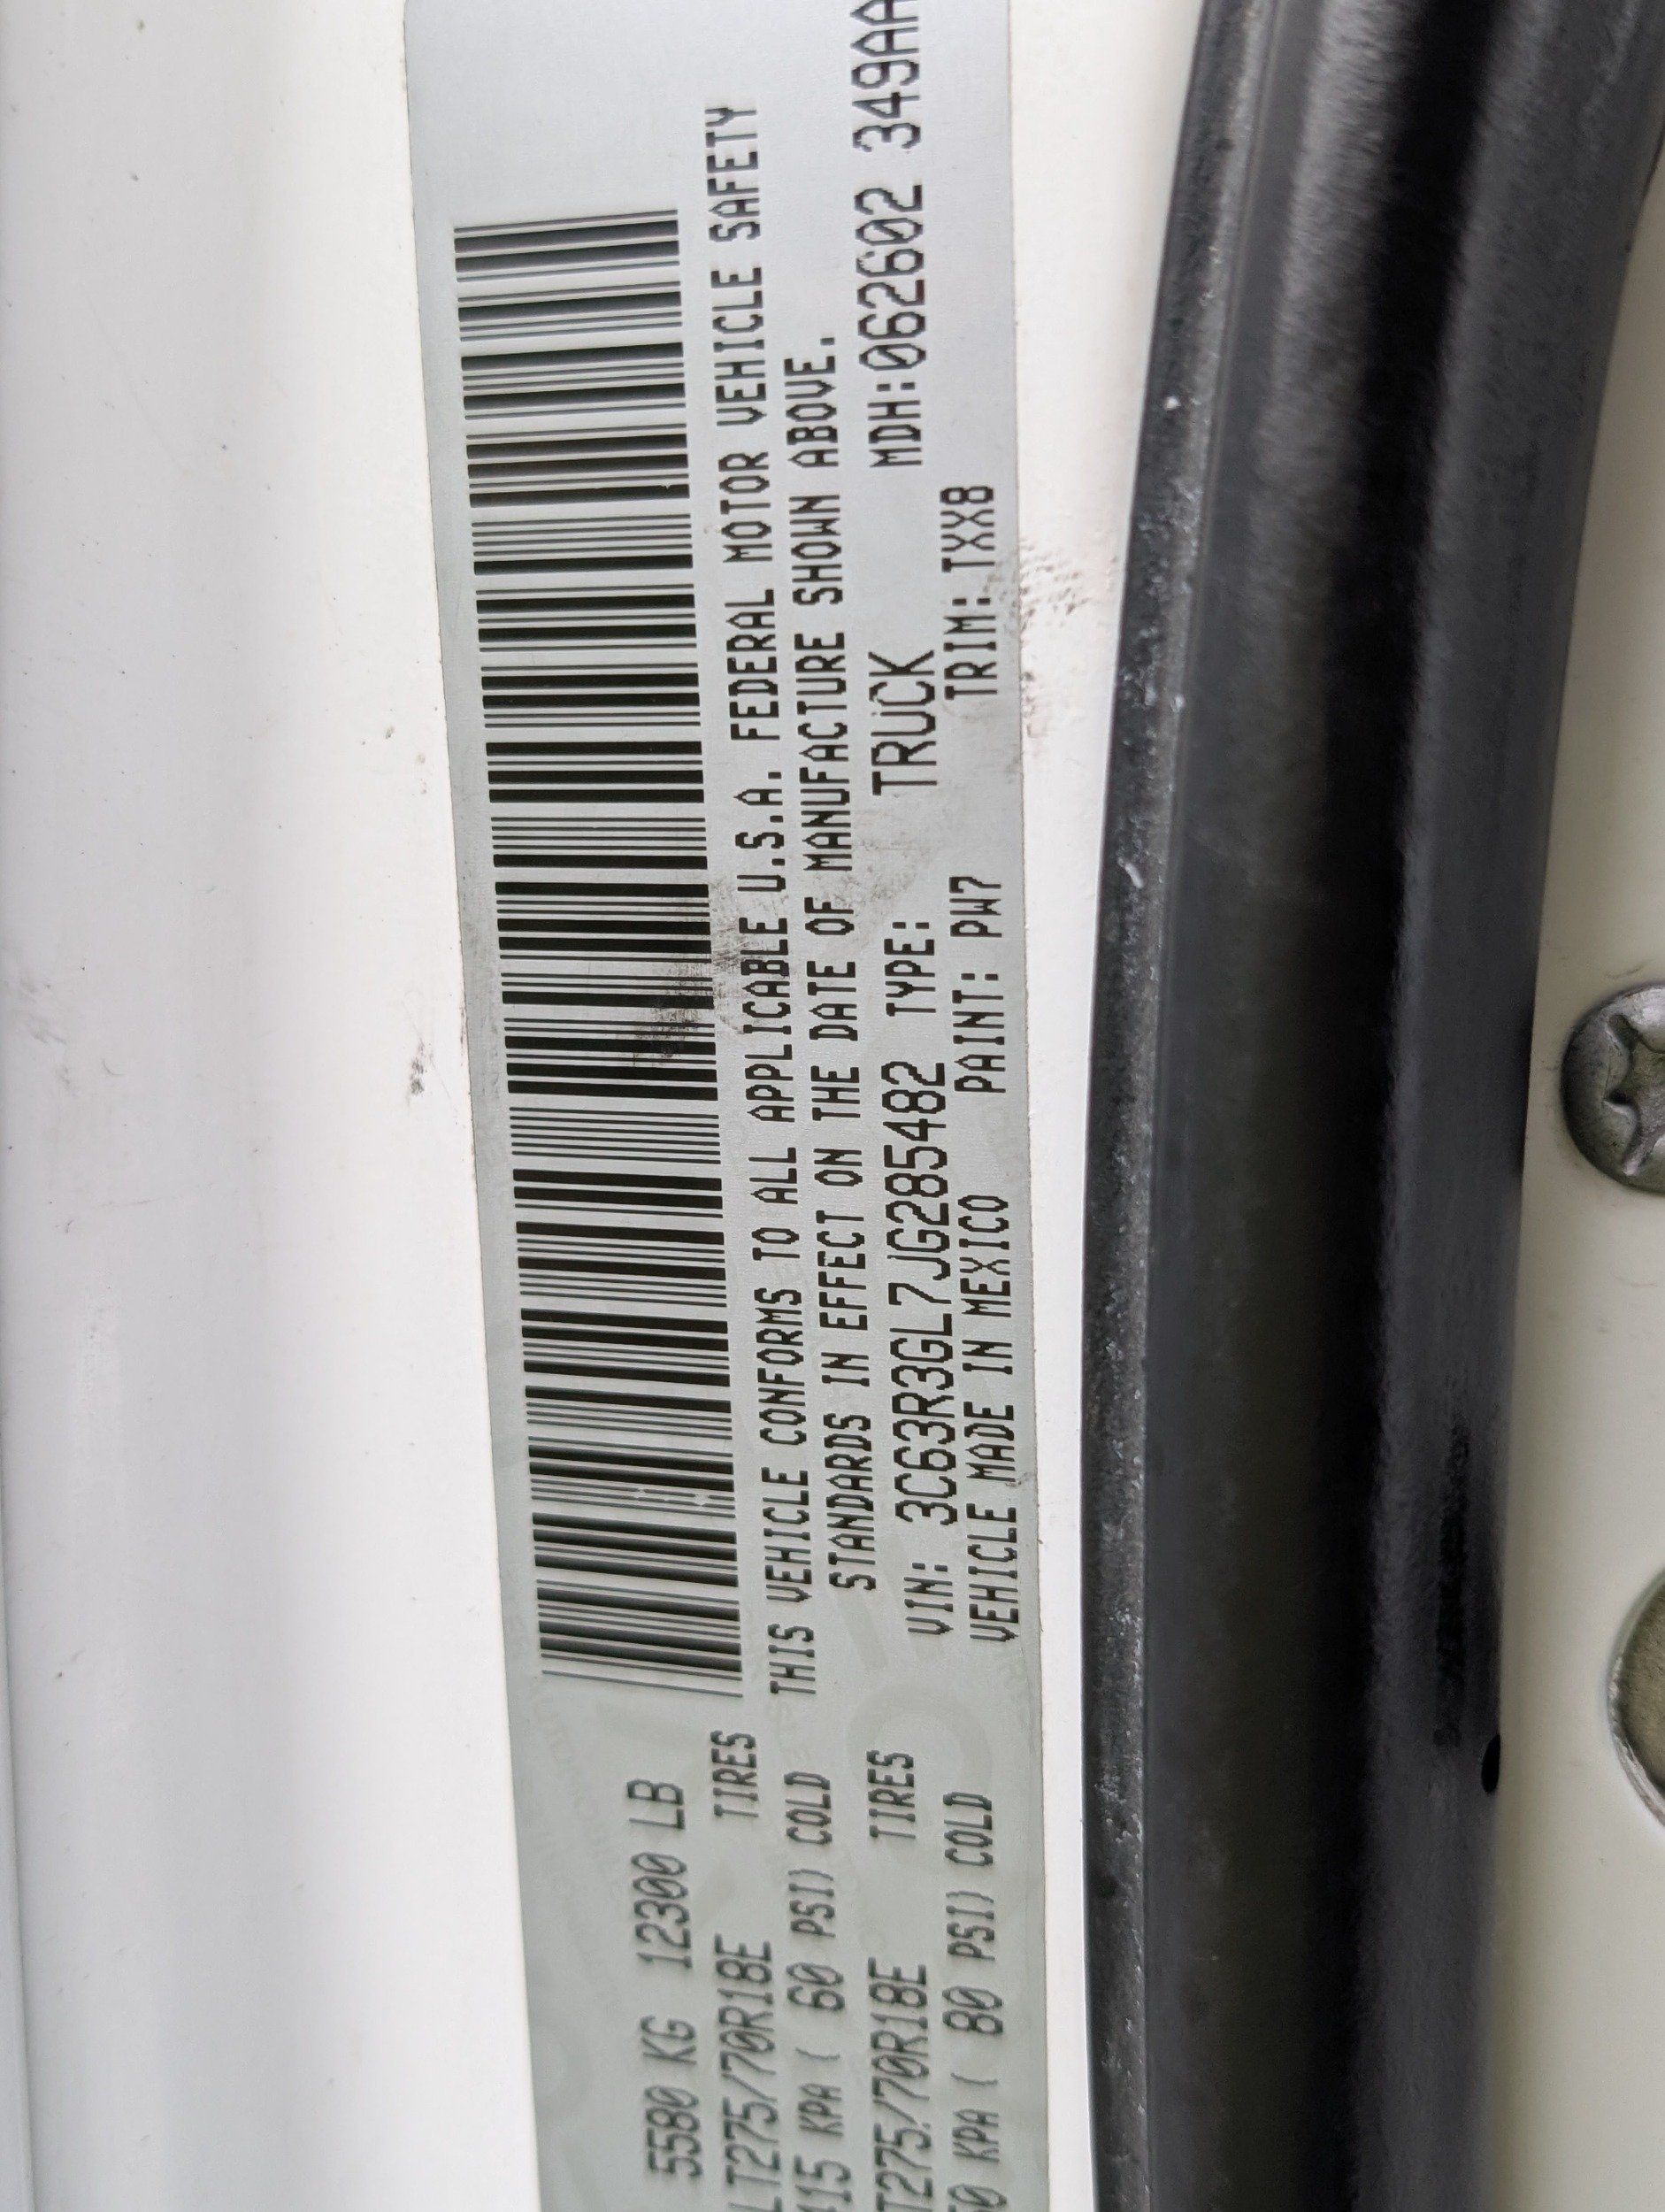 5580 KG 12300 LB
LT275/70R18E TIRES
415 KPA ( 60 PSI) COLD
T275/70R18E TIRES
50 KPA ( 80 PSI) COLD
THIS VEHICLE CONFORMS TO ALL APPLICABLE U.S.A. FEDERAL MOTOR VEHICLE SAFETY
STANDARDS IN EFFECT ON THE DATE OF MANUFACTURE SHOWN ABOVE.
VIN: 3C63R3GL7JG285482 TYPE: TRUCK MDH:062602 349AA
VEHICLE MADE IN MEXICO PAINT: PW7 TRIM: TXX8